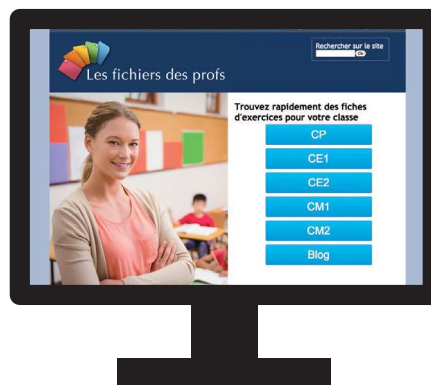 Rechercher sur le site
Ok
Les fichiers des profs
Trouvez rapidement des fiches
d'exercices pour votre classe
CP
CE1
CE2
CM1
CM2
Blog